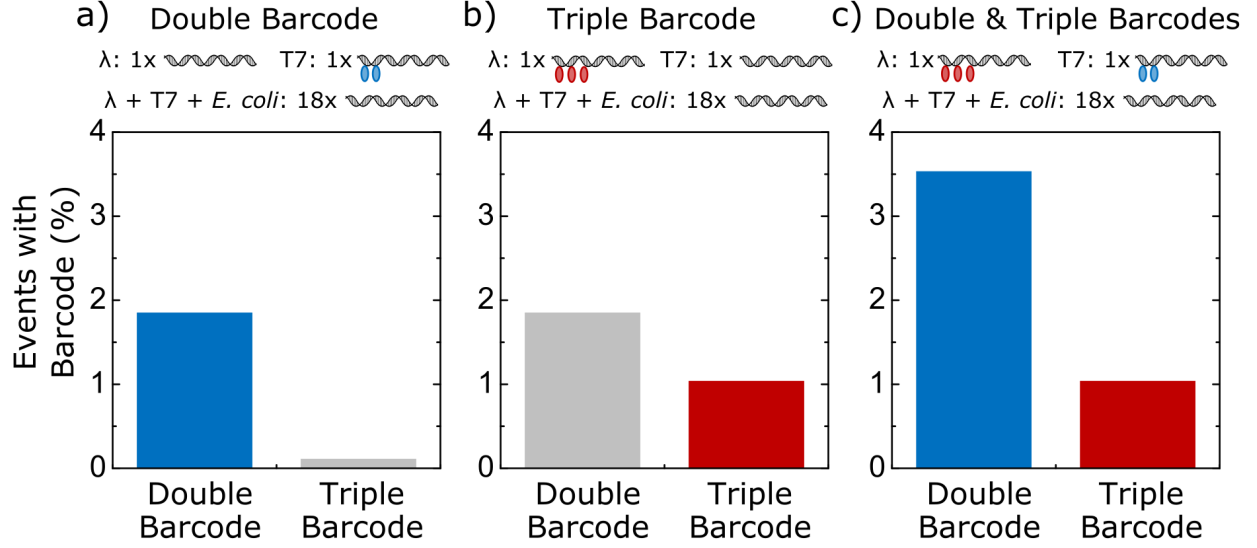 a) Double Barcode
λ: 1x T7: 1x
λ + T7 + E. coli: 18x
b) Triple Barcode
λ: 1x T7: 1x
λ + T7 + E. coli: 18x
c) Double & Triple Barcodes
λ: 1x T7: 1x
λ + T7 + E. coli: 18x
Events with
Barcode (%)
4
3
2
1
0
Double
Barcode
Triple
Barcode
4
3
2
1
0
Double
Barcode
Triple
Barcode
4
3
2
1
0
Double
Barcode
Triple
Barcode